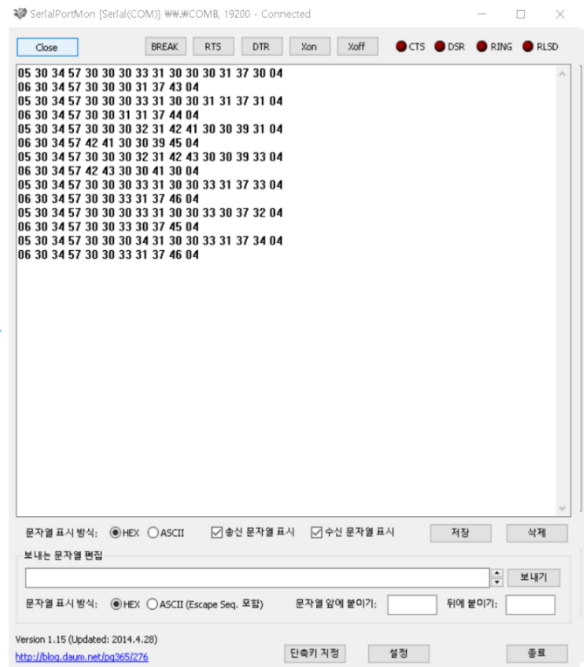 SerialPortMon [Serial(COM)] ₩₩.₩COM8, 19200 - Connected
Close BREAK RTS DTR Xon Xoff CTS DSR RING RLSD
05 30 34 57 30 30 30 33 31 30 30 30 31 37 30 04
06 30 34 57 30 30 30 31 37 43 04
05 30 34 57 30 30 30 33 31 30 30 31 31 37 31 04
06 30 34 57 30 30 31 31 37 44 04
05 30 34 57 30 30 30 32 31 42 41 30 30 39 31 04
06 30 34 57 42 41 30 30 39 45 04
05 30 34 57 30 30 30 32 31 42 43 30 30 39 33 04
06 30 34 57 42 43 30 30 41 30 04
05 30 34 57 30 30 30 33 31 30 30 33 31 37 33 04
06 30 34 57 30 30 33 31 37 46 04
05 30 34 57 30 30 30 33 31 30 30 33 30 37 32 04
06 30 34 57 30 30 33 30 37 45 04
05 30 34 57 30 30 30 34 31 30 30 33 31 37 34 04
06 30 34 57 30 30 33 31 37 46 04
문자열 표시 방식: HEX ASCII 송신 문자열 표시 수신 문자열 표시 저장 삭제
보내는 문자열 편집
보내기
문자열 표시 방식: HEX ASCII (Escape Seq. 포함) 문자열 앞에 붙이기: 뒤에 붙이기:
Version 1.15 (Updated: 2014.4.28)
http://blog.daum.net/pg365/276
단축키 지정 설정 종료